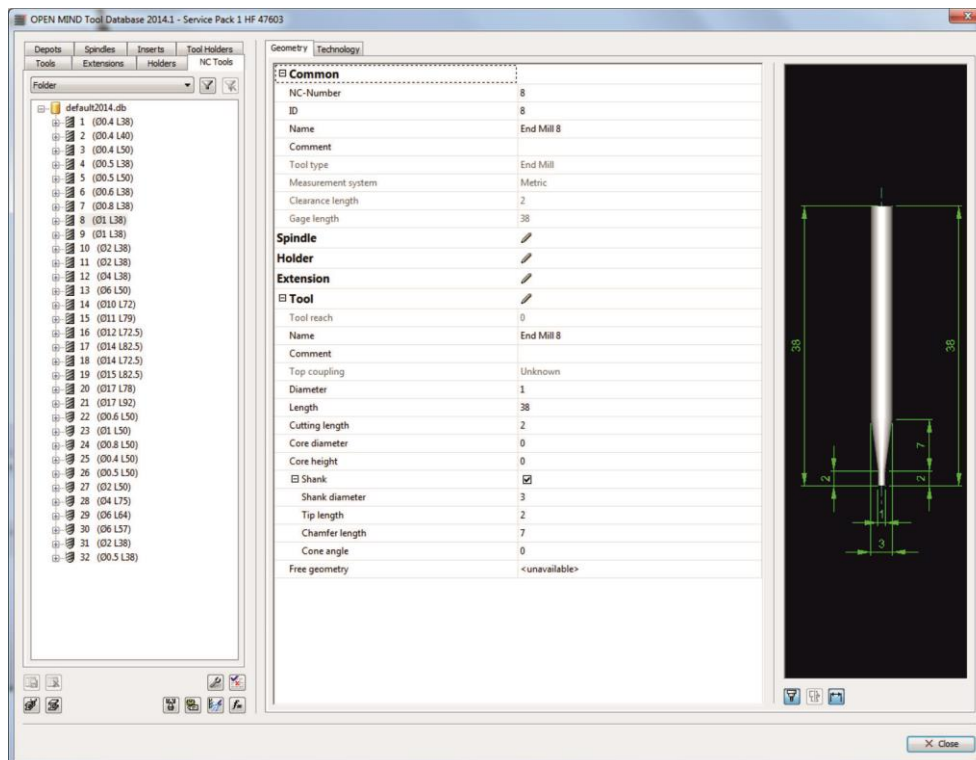 OPEN MIND Tool Database 2014.1 - Service Pack 1 HF 47603
Depots Spindles Inserts Tool Holders
Tools Extensions Holders NC Tools
Folder
default2014.db
1 (Ø0.4 L38)
2 (Ø0.4 L40)
3 (Ø0.4 L50)
4 (Ø0.5 L38)
5 (Ø0.5 L50)
6 (Ø0.6 L38)
7 (Ø0.8 L38)
8 (Ø1 L38)
9 (Ø1 L38)
10 (Ø2 L38)
11 (Ø2 L38)
12 (Ø4 L38)
13 (Ø6 L50)
14 (Ø10 L72)
15 (Ø11 L79)
16 (Ø12 L72.5)
17 (Ø14 L82.5)
18 (Ø14 L72.5)
19 (Ø15 L82.5)
20 (Ø17 L78)
21 (Ø17 L92)
22 (Ø0.6 L50)
23 (Ø1 L50)
24 (Ø0.8 L50)
25 (Ø0.4 L50)
26 (Ø0.5 L50)
27 (Ø2 L50)
28 (Ø4 L75)
29 (Ø6 L64)
30 (Ø6 L57)
31 (Ø2 L38)
32 (Ø0.5 L38)
Geometry Technology
Common
NC-Number 8
ID 8
Name End Mill 8
Comment
Tool type End Mill
Measurement system Metric
Clearance length 2
Gage length 38
Spindle
Holder
Extension
Tool
Tool reach 0
Name End Mill 8
Comment
Top coupling Unknown
Diameter 1
Length 38
Cutting length 2
Core diameter 0
Core height 0
Shank
Shank diameter 3
Tip length 2
Chamfer length 7
Cone angle 0
Free geometry <unavailable>
38
38
7
2
2
1
3
Close